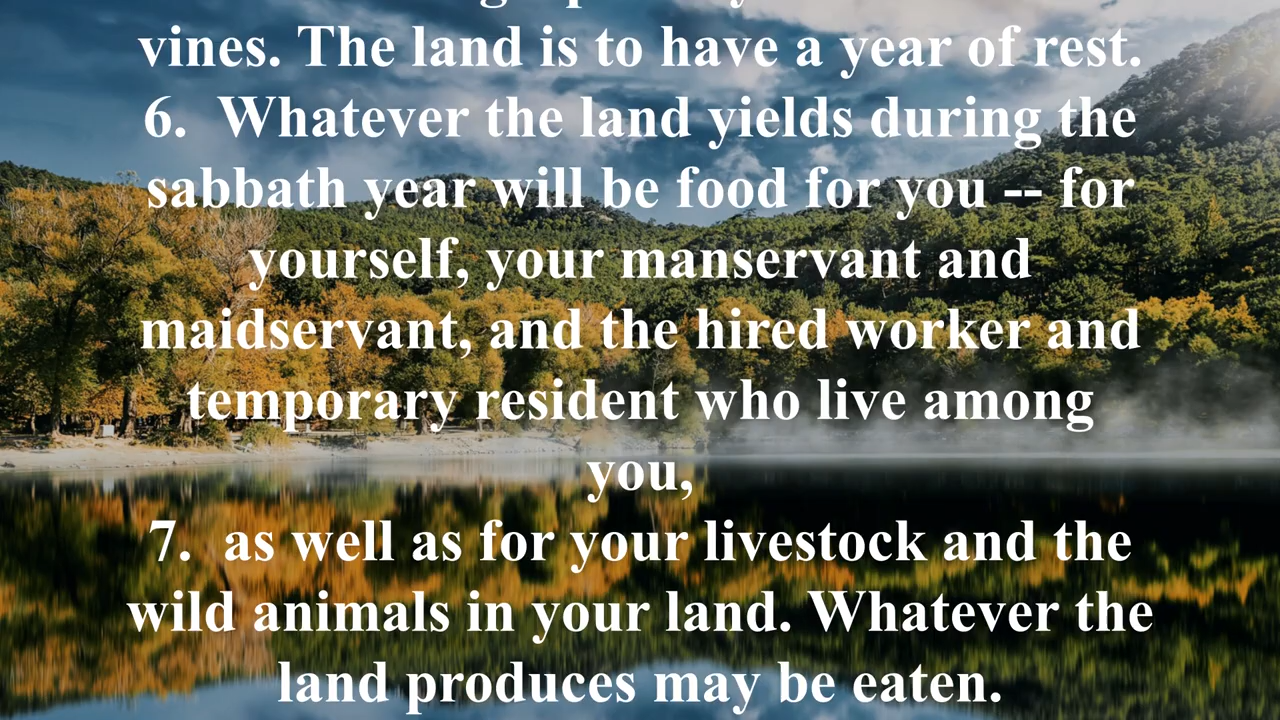 vines. The land is to have a year of rest.
6.  Whatever the land yields during the
sabbath year will be food for you -- for
yourself, your manservant and
maidservant, and the hired worker and
temporary resident who live among
you,
7.  as well as for your livestock and the
wild animals in your land. Whatever the
land produces may be eaten.